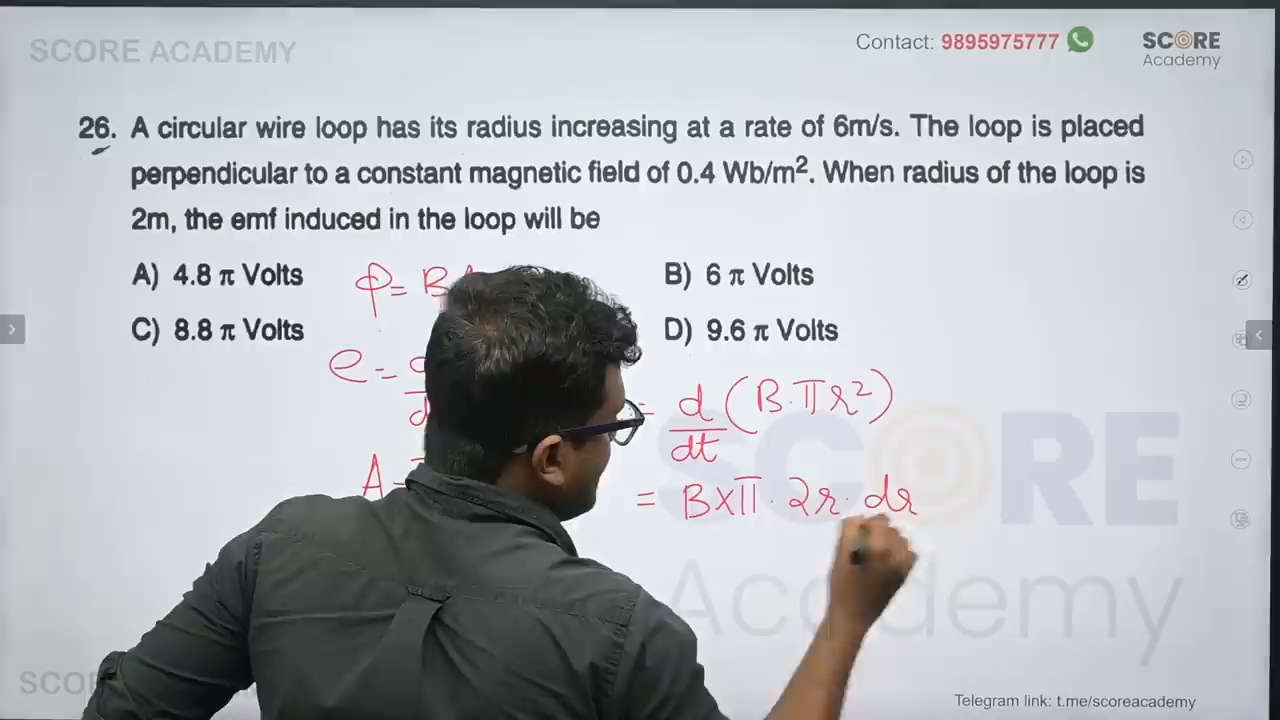 SCORE ACADEMY
Contact: 9895975777
SCORE
Academy
26. A circular wire loop has its radius increasing at a rate of 6m/s. The loop is placed
perpendicular to a constant magnetic field of 0.4 Wb/m². When radius of the loop is
2m, the emf induced in the loop will be
A) 4.8 π Volts
B) 6 π Volts
C) 8.8 π Volts
D) 9.6 π Volts
φ = B
e =
= d/dt (B.πr²)
A =
= B×π.2r.dr
SCORE
Academy
Telegram link: t.me/scoreacademy